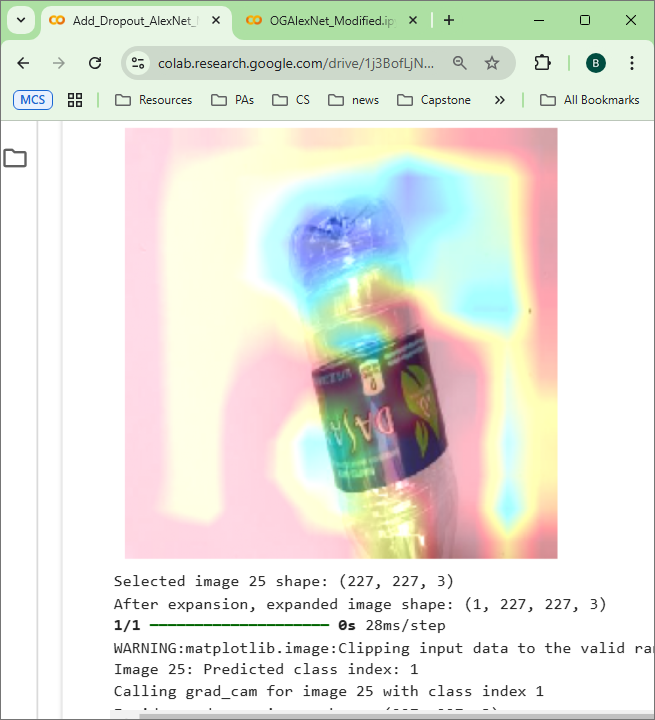 Add_Dropout_AlexNet_
OGAlexNet_Modified.ip
colab.research.google.com/drive/1j3BofLjN...
B
MCS
Resources
PAs
CS
news
Capstone
»
All Bookmarks
DASA
Selected image 25 shape: (227, 227, 3)
After expansion, expanded image shape: (1, 227, 227, 3)
1/1 ━━━━━━━━━━━━━━━━━━━━ 0s 28ms/step
WARNING:matplotlib.image:Clipping input data to the valid ra
Image 25: Predicted class index: 1
Calling grad_cam for image 25 with class index 1